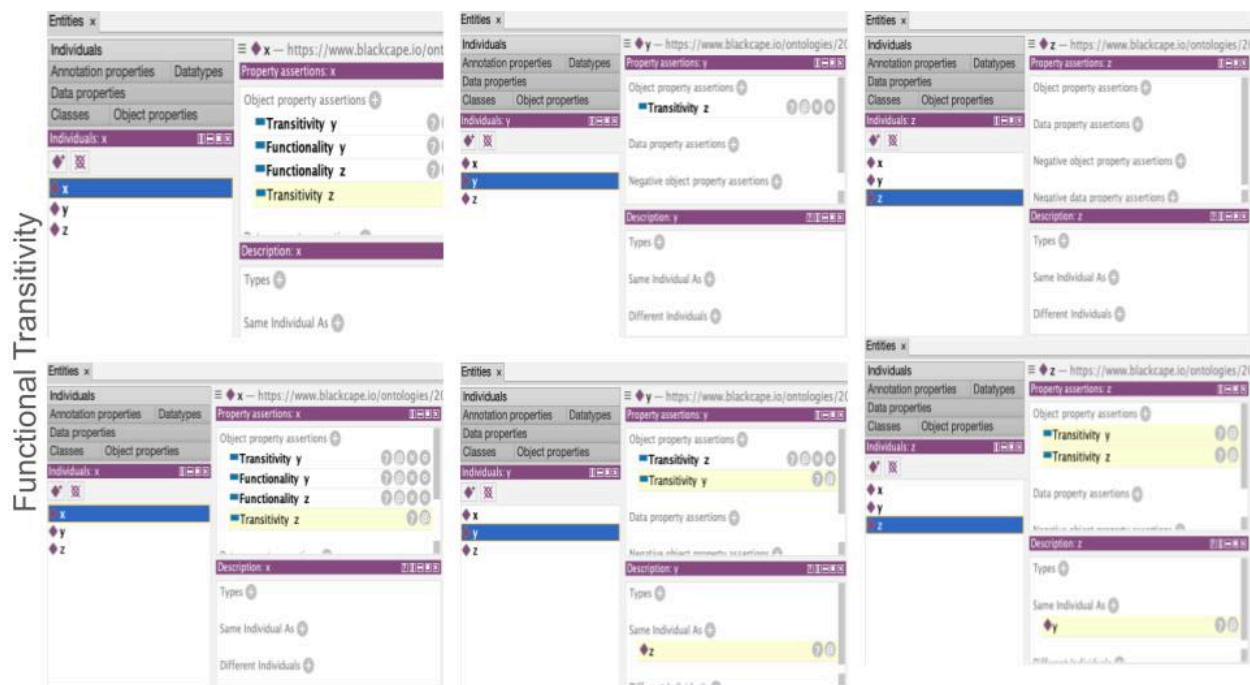 Functional Transitivity
Entities x
Individuals
Annotation properties Datatypes
Data properties
Classes Object properties
Individuals: x
x
y
z
x — https://www.blackcape.io/ont
Property assertions: x
Object property assertions
Transitivity y
Functionality y
Functionality z
Transitivity z
Description: x
Types
Same Individual As
Entities x
Individuals
Annotation properties Datatypes
Data properties
Classes Object properties
Individuals: y
x
y
z
y — https://www.blackcape.io/ontologies/20
Property assertions: y
Object property assertions
Transitivity z
Data property assertions
Negative object property assertions
Description: y
Types
Same Individual As
Different Individuals
Entities x
Individuals
Annotation properties Datatypes
Data properties
Classes Object properties
Individuals: z
x
y
z
z — https://www.blackcape.io/ontologies/20
Property assertions: z
Object property assertions
Data property assertions
Negative object property assertions
Negative data property assertions
Description: z
Types
Same Individual As
Different Individuals
Entities x
Individuals
Annotation properties Datatypes
Data properties
Classes Object properties
Individuals: x
x
y
z
x — https://www.blackcape.io/ontologies/20
Property assertions: x
Object property assertions
Transitivity y
Functionality y
Functionality z
Transitivity z
Description: x
Types
Same Individual As
Different Individuals
Entities x
Individuals
Annotation properties Datatypes
Data properties
Classes Object properties
Individuals: y
x
y
z
y — https://www.blackcape.io/ontologies/20
Property assertions: y
Object property assertions
Transitivity z
Transitivity y
Data property assertions
Negative object property assertions
Description: y
Types
Same Individual As
z
Entities x
Individuals
Annotation properties Datatypes
Data properties
Classes Object properties
Individuals: z
x
y
z
z — https://www.blackcape.io/ontologies/20
Property assertions: z
Object property assertions
Transitivity y
Transitivity z
Data property assertions
Description: z
Types
Same Individual As
y